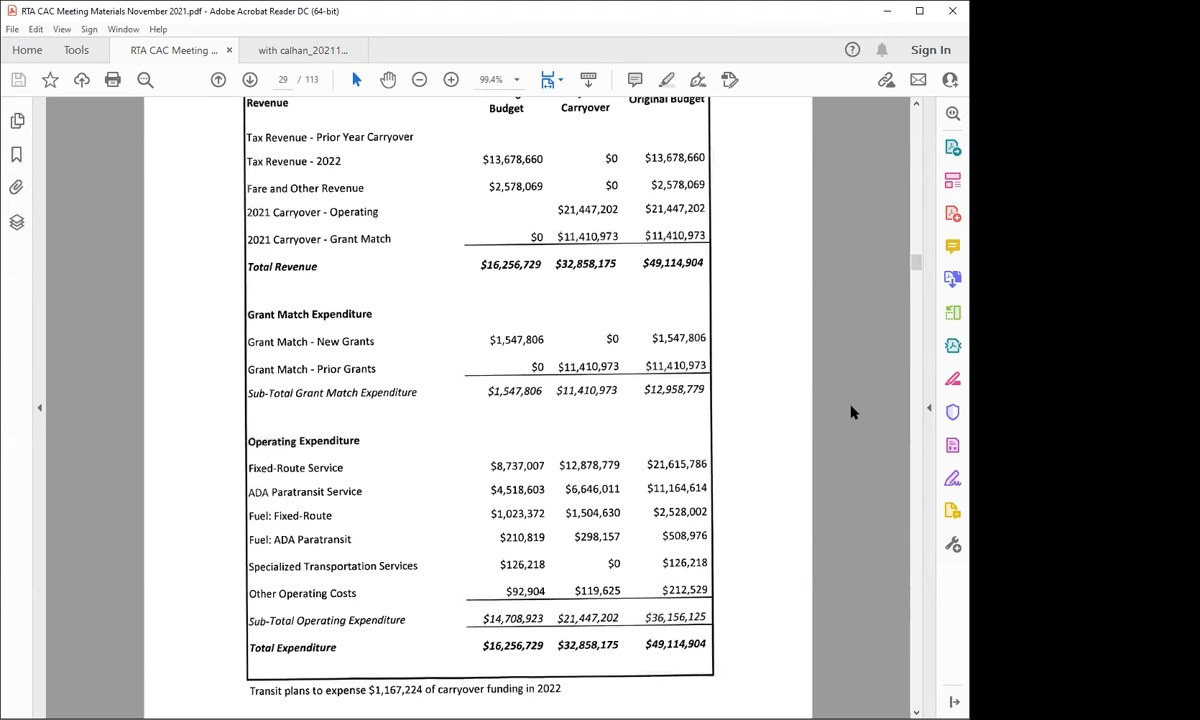 RTA CAC Meeting Materials November 2021.pdf - Adobe Acrobat Reader DC (64-bit)
File Edit View Sign Window Help
Home Tools RTA CAC Meeting ... × with calhan_20211... Sign In
29 / 113 99.4%
Revenue Budget Carryover Original Budget
Tax Revenue - Prior Year Carryover
Tax Revenue - 2022 $13,678,660 $0 $13,678,660
Fare and Other Revenue $2,578,069 $0 $2,578,069
2021 Carryover - Operating $21,447,202 $21,447,202
2021 Carryover - Grant Match $0 $11,410,973 $11,410,973
Total Revenue $16,256,729 $32,858,175 $49,114,904
Grant Match Expenditure
Grant Match - New Grants $1,547,806 $0 $1,547,806
Grant Match - Prior Grants $0 $11,410,973 $11,410,973
Sub-Total Grant Match Expenditure $1,547,806 $11,410,973 $12,958,779
Operating Expenditure
Fixed-Route Service $8,737,007 $12,878,779 $21,615,786
ADA Paratransit Service $4,518,603 $6,646,011 $11,164,614
Fuel: Fixed-Route $1,023,372 $1,504,630 $2,528,002
Fuel: ADA Paratransit $210,819 $298,157 $508,976
Specialized Transportation Services $126,218 $0 $126,218
Other Operating Costs $92,904 $119,625 $212,529
Sub-Total Operating Expenditure $14,708,923 $21,447,202 $36,156,125
Total Expenditure $16,256,729 $32,858,175 $49,114,904
Transit plans to expense $1,167,224 of carryover funding in 2022